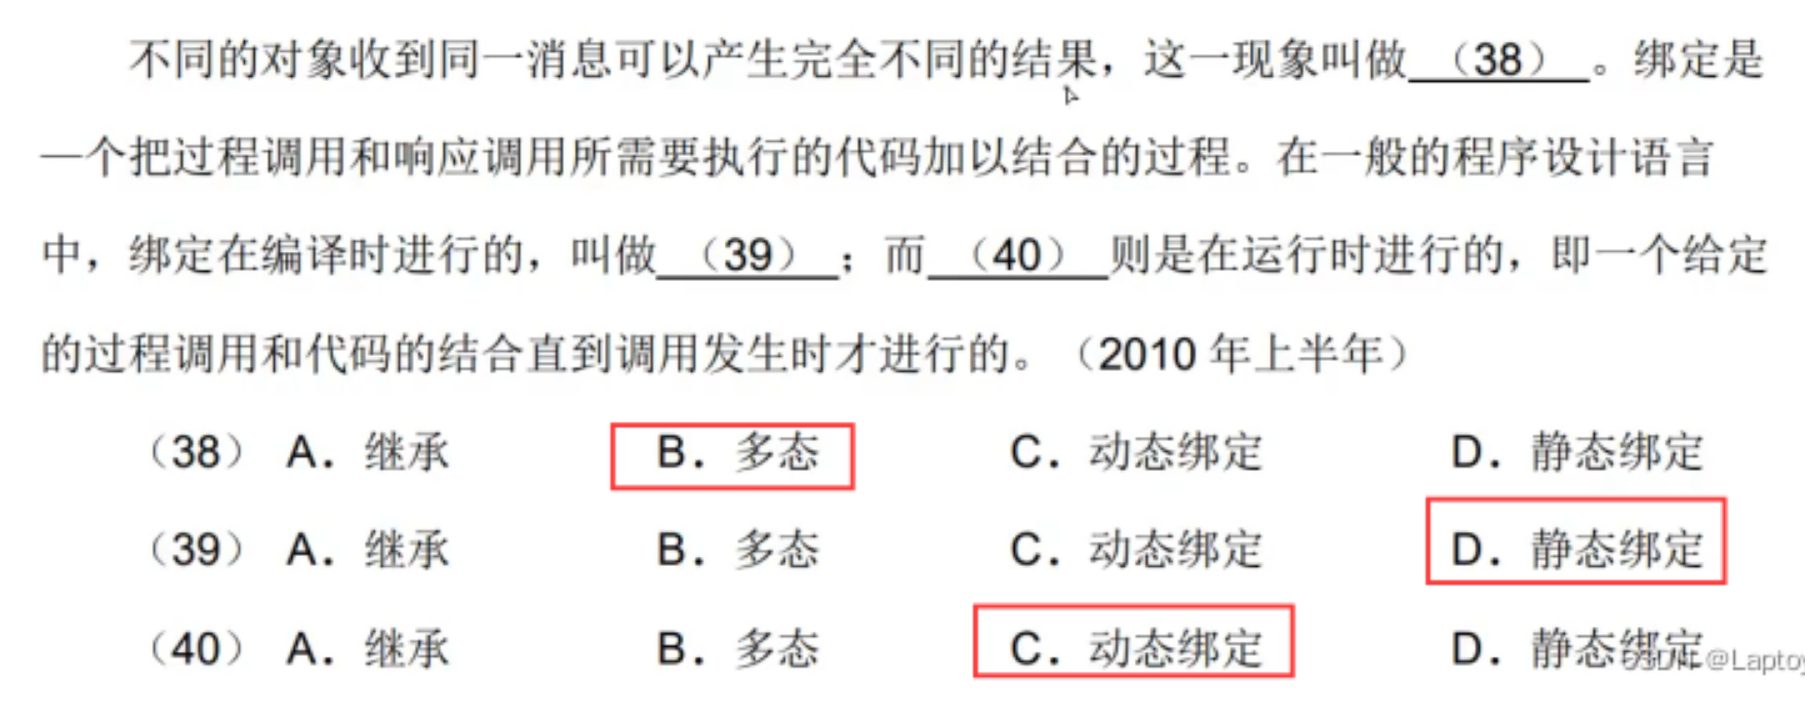 不同的对象收到同一消息可以产生完全不同的结果，这一现象叫做（38）。绑定是
一个把过程调用和响应调用所需要执行的代码加以结合的过程。在一般的程序设计语言
中，绑定在编译时进行的，叫做（39）；而（40）则是在运行时进行的，即一个给定
的过程调用和代码的结合直到调用发生时才进行的。（2010 年上半年）
（38） A．继承 B．多态 C．动态绑定 D．静态绑定
（39） A．继承 B．多态 C．动态绑定 D．静态绑定
（40） A．继承 B．多态 C．动态绑定 D．静态绑定
CSDN @Laptoy